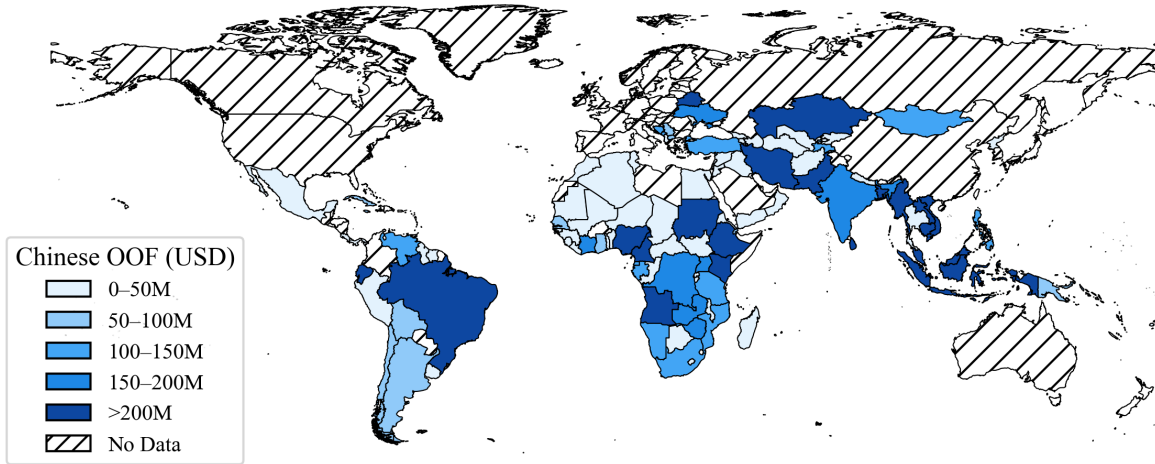 Chinese OOF (USD)
0–50M
50–100M
100–150M
150–200M
>200M
No Data